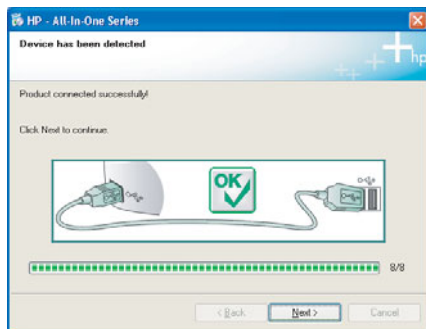 HP - All-In-One Series
Device has been detected
hp
Product connected successfully!
Click Next to continue.
OK
8/8
< Back
Next >
Cancel